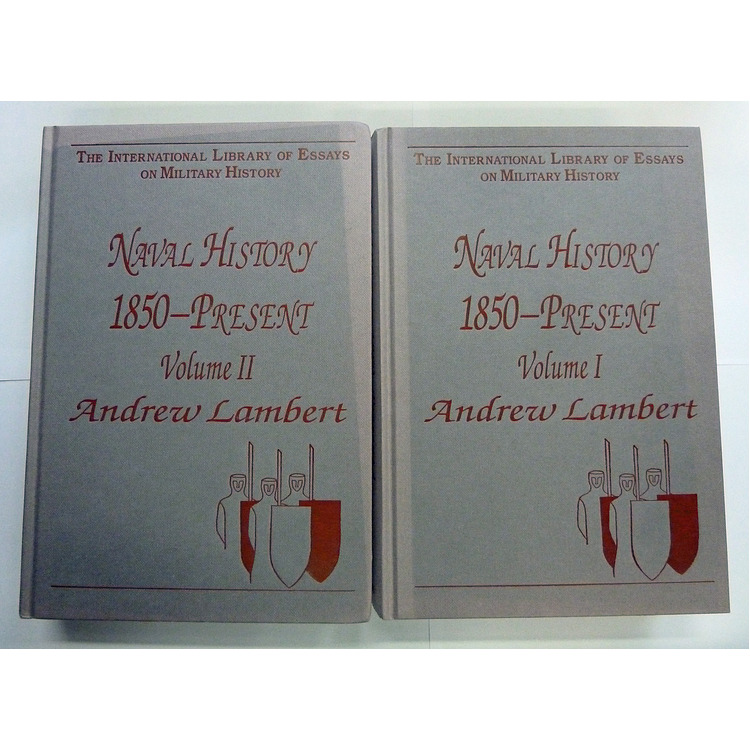 THE INTERNATIONAL LIBRARY OF ESSAYS
ON MILITARY HISTORY
NAVAL HISTORY
1850–PRESENT
Volume II
Andrew Lambert
THE INTERNATIONAL LIBRARY OF ESSAYS
ON MILITARY HISTORY
NAVAL HISTORY
1850–PRESENT
Volume I
Andrew Lambert